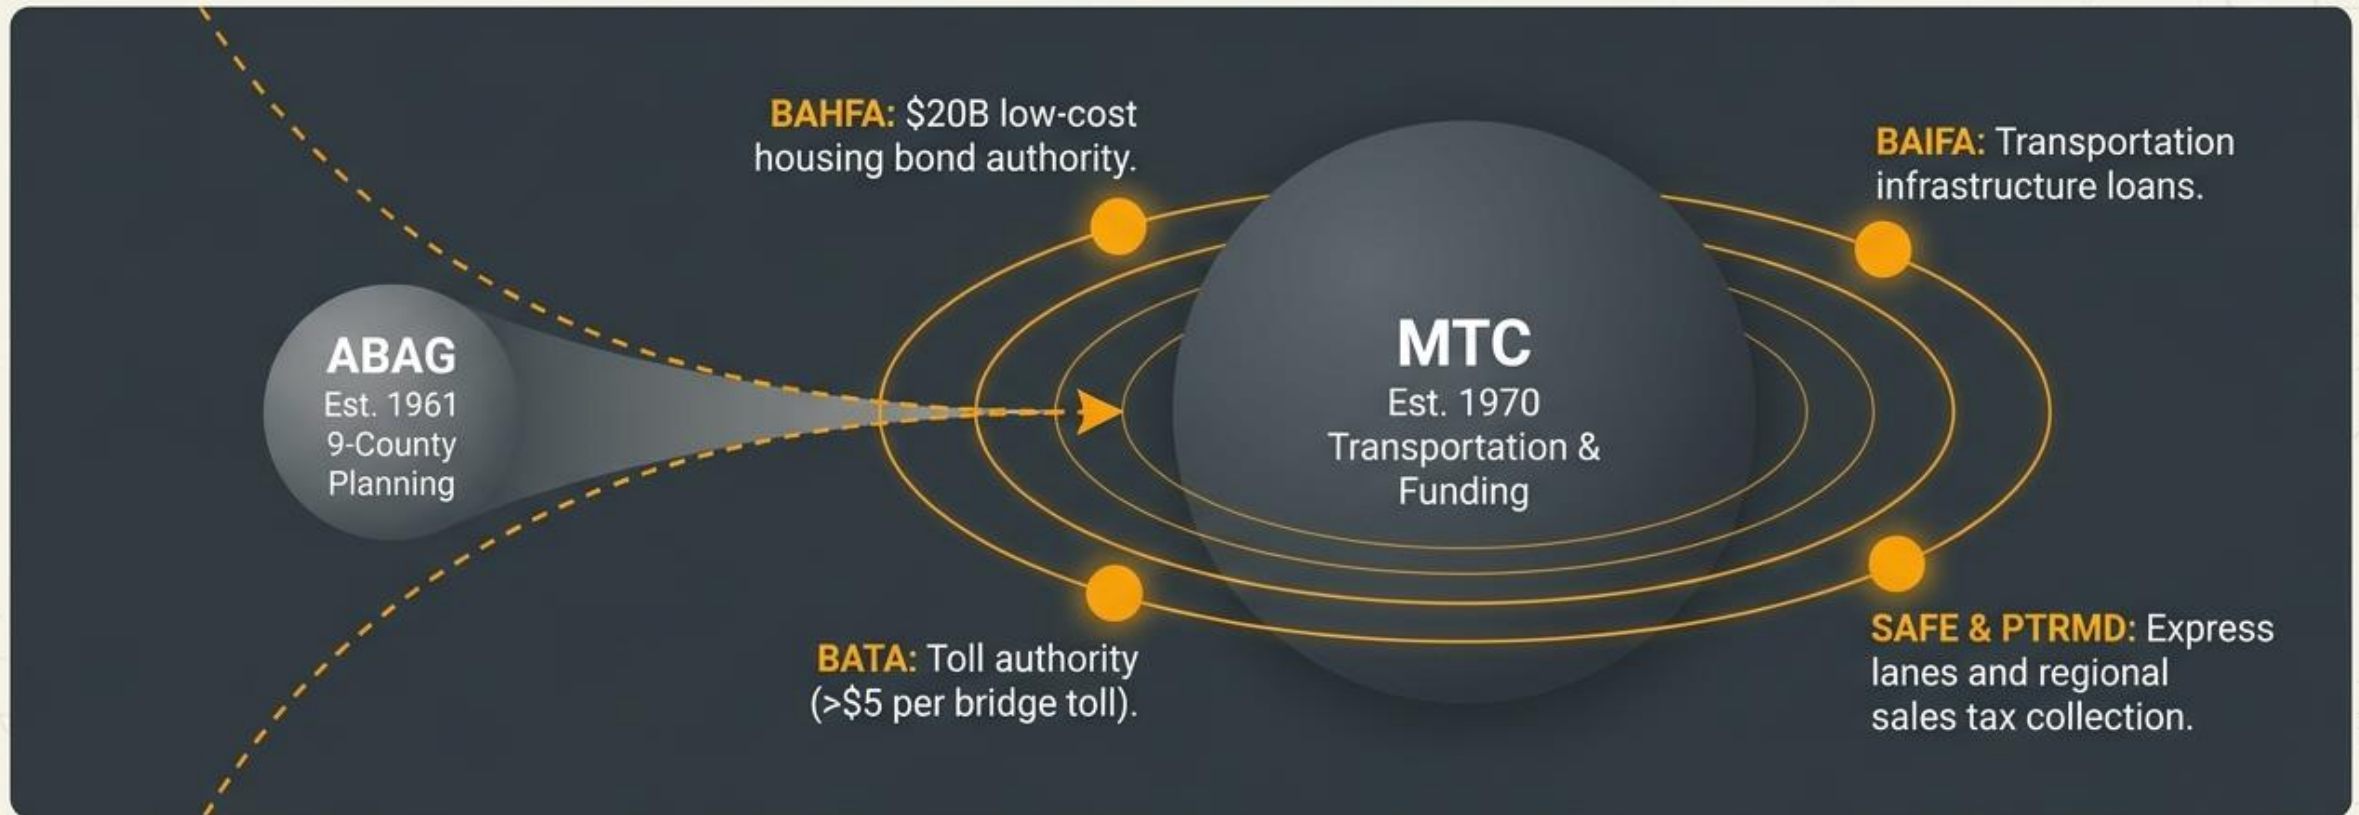 BAHFA: $20B low-cost
housing bond authority.
BAIFA: Transportation
infrastructure loans.
ABAG
Est. 1961
9-County
Planning
MTC
Est. 1970
Transportation &
Funding
BATA: Toll authority
(>$5 per bridge toll).
SAFE & PTRMD: Express
lanes and regional
sales tax collection.